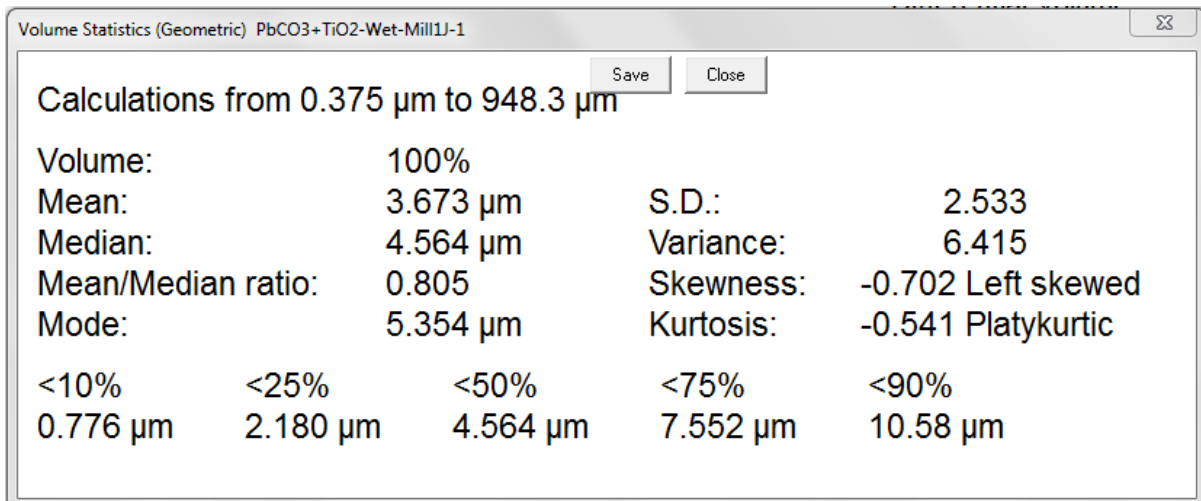 Volume Statistics (Geometric) PbCO3+TiO2-Wet-Mill1J-1
Save Close
Calculations from 0.375 µm to 948.3 µm
Volume: 100%
Mean: 3.673 µm S.D.: 2.533
Median: 4.564 µm Variance: 6.415
Mean/Median ratio: 0.805 Skewness: -0.702 Left skewed
Mode: 5.354 µm Kurtosis: -0.541 Platykurtic
<10% <25% <50% <75% <90%
0.776 µm 2.180 µm 4.564 µm 7.552 µm 10.58 µm